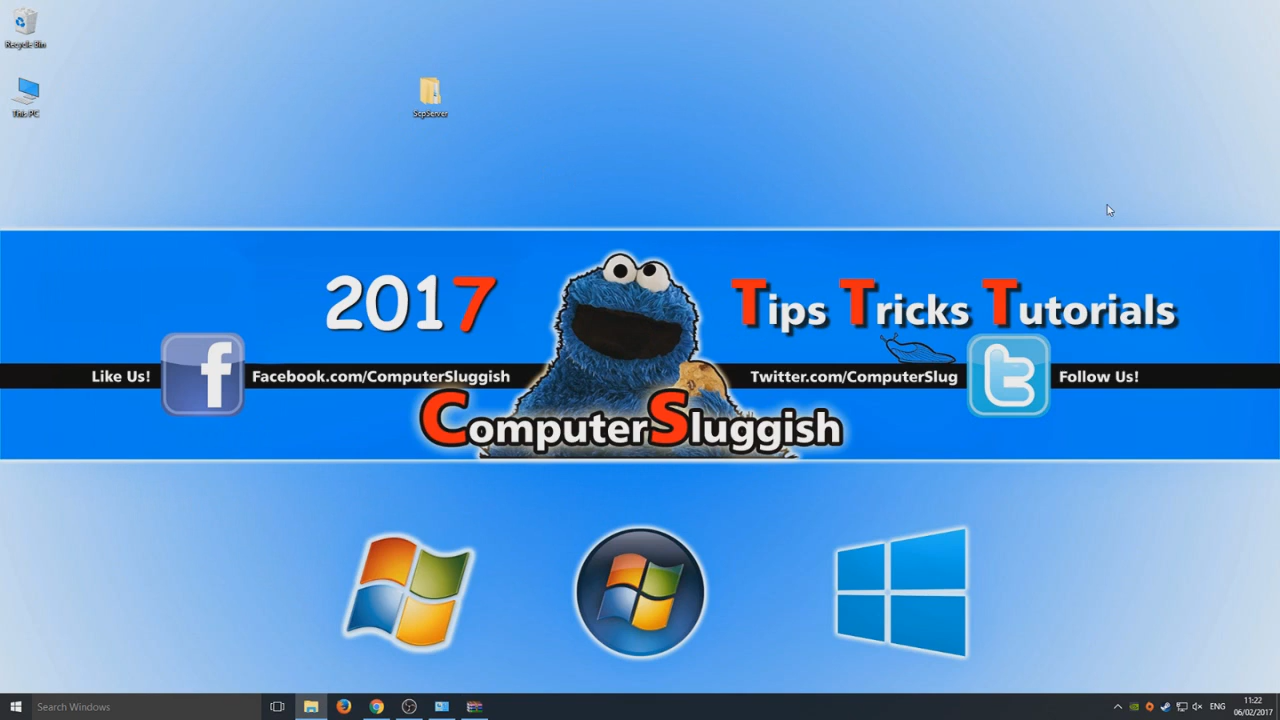 Recycle Bin
This PC
ScpServer
2017
Tips Tricks Tutorials
Like Us!
Facebook.com/ComputerSluggish
Twitter.com/ComputerSlug
Follow Us!
ComputerSluggish
Search Windows
ENG
11:22
06/02/2017